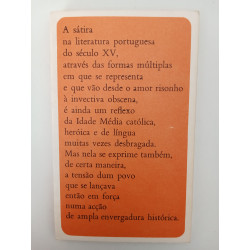 A sátira
na literatura portuguesa
do século XV,
através das formas múltiplas
em que se representa
e que vão desde o amor risonho
à invectiva obscena,
é ainda um reflexo
da Idade Média católica,
heróica e de língua
muitas vezes desbragada.
Mas nela se exprime também,
de certa maneira,
a tensão dum povo
que se lançava
então em força
numa acção
de ampla envergadura histórica.